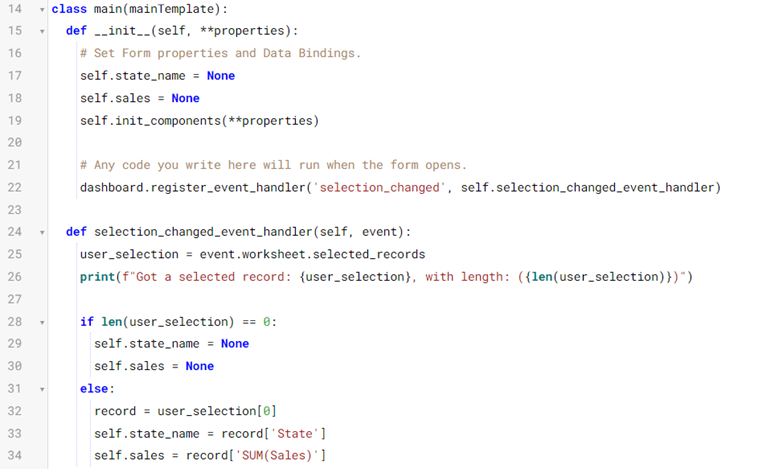 14 class main(mainTemplate):
15   def __init__(self, **properties):
16     # Set Form properties and Data Bindings.
17     self.state_name = None
18     self.sales = None
19     self.init_components(**properties)
20
21     # Any code you write here will run when the form opens.
22     dashboard.register_event_handler('selection_changed', self.selection_changed_event_handler)
23
24   def selection_changed_event_handler(self, event):
25     user_selection = event.worksheet.selected_records
26     print(f"Got a selected record: {user_selection}, with length: ({len(user_selection)})")
27
28     if len(user_selection) == 0:
29       self.state_name = None
30       self.sales = None
31     else:
32       record = user_selection[0]
33       self.state_name = record['State']
34       self.sales = record['SUM(Sales)']